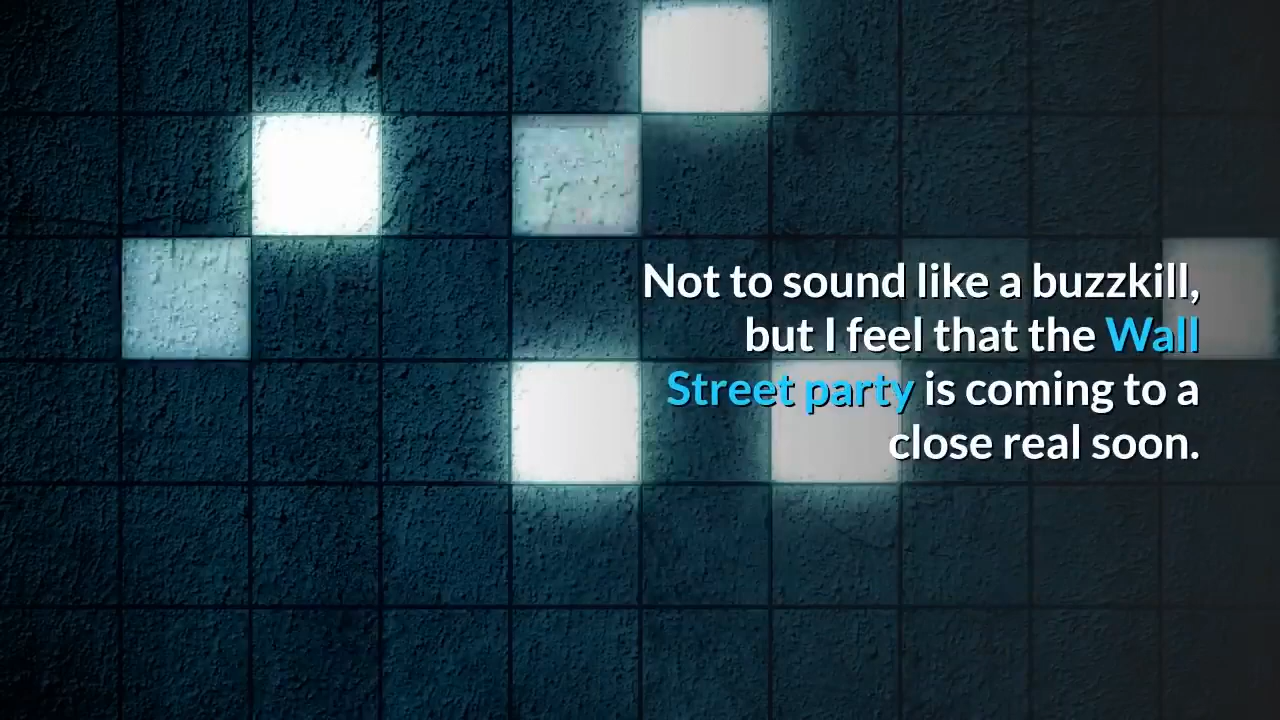 Not to sound like a buzzkill,
but I feel that the Wall
Street party is coming to a
close real soon.